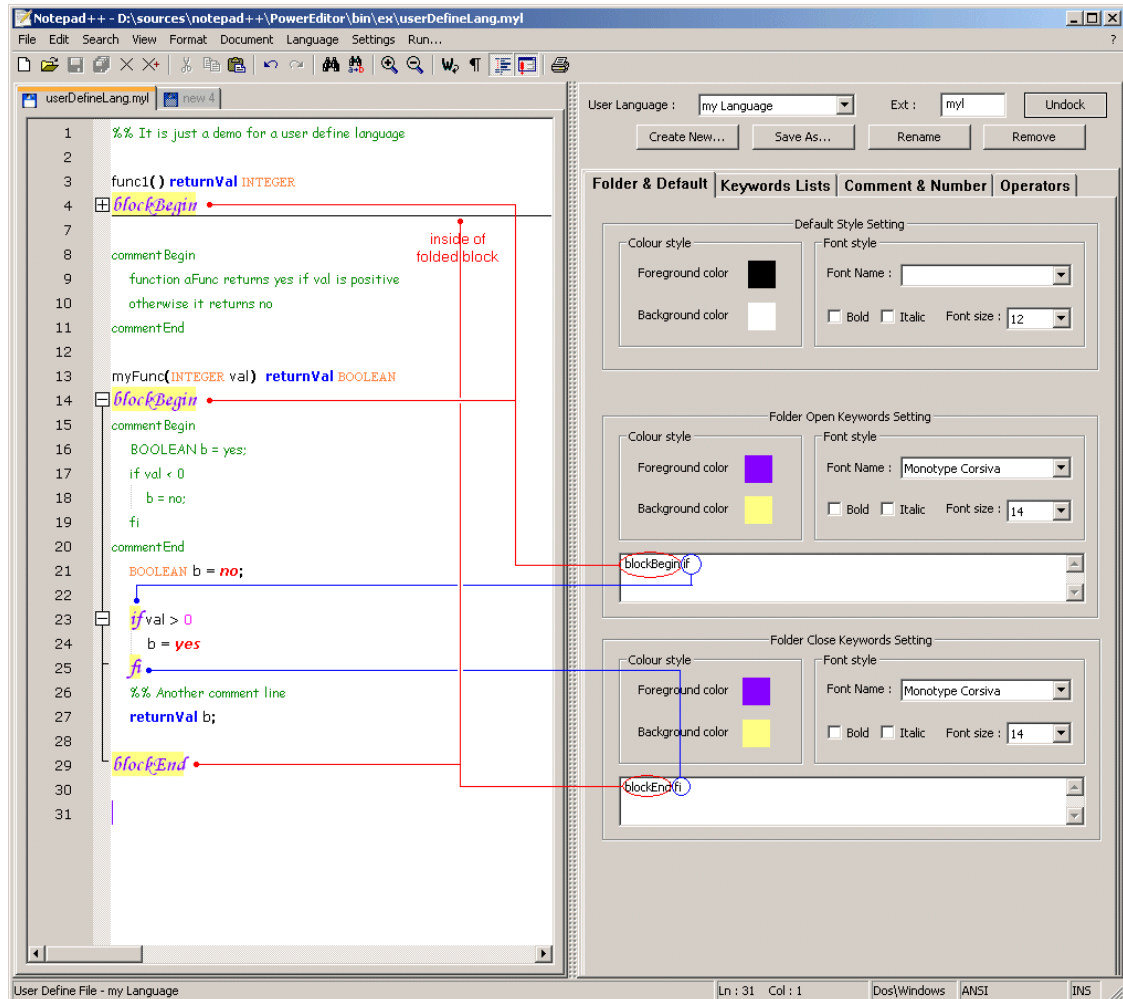 Notepad++ - D:\sources\notepad++\PowerEditor\bin\ex\userDefineLang.myl
File Edit Search View Format Document Language Settings Run... ?
userDefineLang.myl new 4
1 %% It is just a demo for a user define language
2
3 func1() returnVal INTEGER
4 blockBegin
7
inside of
folded block
8 commentBegin
9 function aFunc returns yes if val is positive
10 otherwise it returns no
11 commentEnd
12
13 myFunc(INTEGER val) returnVal BOOLEAN
14 blockBegin
15 commentBegin
16 BOOLEAN b = yes;
17 if val < 0
18 b = no;
19 fi
20 commentEnd
21 BOOLEAN b = no;
22
23 if val > 0
24 b = yes
25 fi
26 %% Another comment line
27 returnVal b;
28
29 blockEnd
30
31
User Language : my Language Ext : myl Undock
Create New... Save As... Rename Remove
Folder & Default Keywords Lists Comment & Number Operators
Default Style Setting
Colour style
Foreground color
Background color
Font style
Font Name :
Bold Italic Font size : 12
Folder Open Keywords Setting
Colour style
Foreground color
Background color
Font style
Font Name : Monotype Corsiva
Bold Italic Font size : 14
blockBegin if
Folder Close Keywords Setting
Colour style
Foreground color
Background color
Font style
Font Name : Monotype Corsiva
Bold Italic Font size : 14
blockEnd fi
User Define File - my Language Ln : 31 Col : 1 Dos\Windows ANSI INS